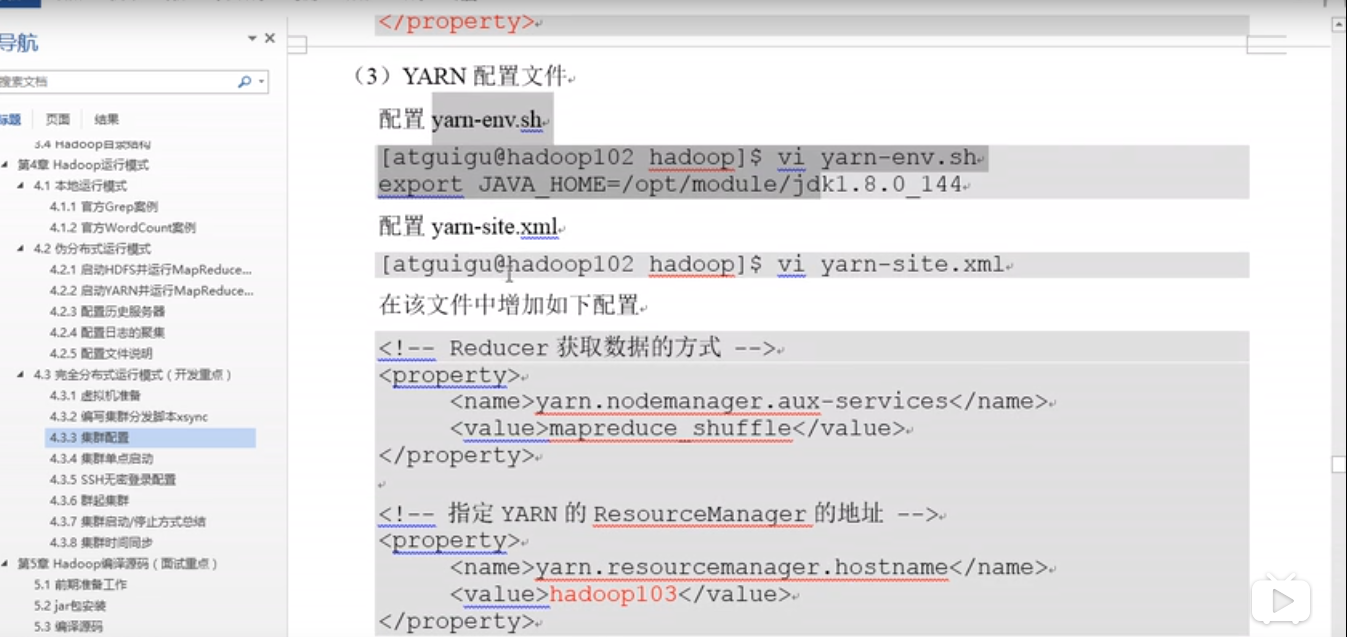 导航
搜索文档
标题 页面 结果
3.4 Hadoop目录结构
第4章 Hadoop运行模式
4.1 本地运行模式
4.1.1 官方Grep案例
4.1.2 官方WordCount案例
4.2 伪分布式运行模式
4.2.1 启动HDFS并运行MapReduce...
4.2.2 启动YARN并运行MapReduce...
4.2.3 配置历史服务器
4.2.4 配置日志的聚集
4.2.5 配置文件说明
4.3 完全分布式运行模式（开发重点）
4.3.1 虚拟机准备
4.3.2 编写集群分发脚本xsync
4.3.3 集群配置
4.3.4 集群单点启动
4.3.5 SSH无密登录配置
4.3.6 群起集群
4.3.7 集群启动/停止方式总结
4.3.8 集群时间同步
第5章 Hadoop编译源码（面试重点）
5.1 前期准备工作
5.2 jar包安装
5.3 编译源码
</property>
（3）YARN 配置文件
配置 yarn-env.sh
[atguigu@hadoop102 hadoop]$ vi yarn-env.sh
export JAVA_HOME=/opt/module/jdk1.8.0_144
配置 yarn-site.xml
[atguigu@hadoop102 hadoop]$ vi yarn-site.xml
在该文件中增加如下配置
<!-- Reducer 获取数据的方式 -->
<property>
<name>yarn.nodemanager.aux-services</name>
<value>mapreduce_shuffle</value>
</property>
<!-- 指定 YARN 的 ResourceManager 的地址 -->
<property>
<name>yarn.resourcemanager.hostname</name>
<value>hadoop103</value>
</property>